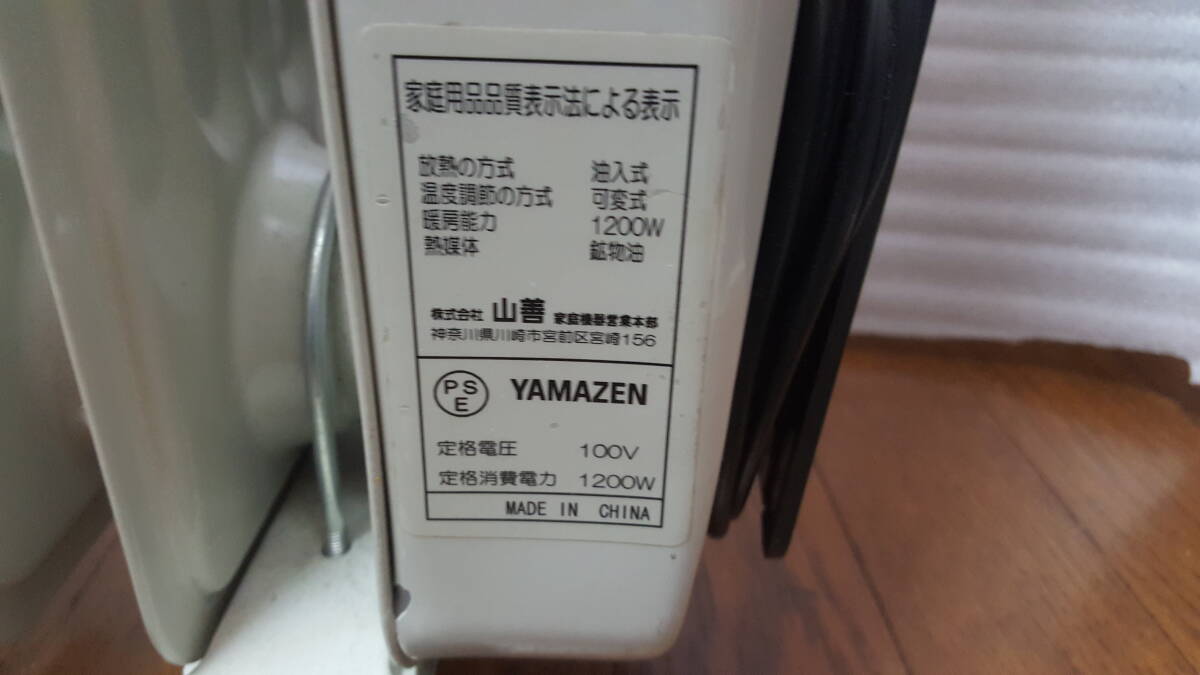 家庭用品品質表示法による表示
放熱の方式 油入式
温度調節の方式 可変式
暖房能力 1200W
熱媒体 鉱物油
株式会社 山善 家庭機器営業本部
神奈川県川崎市宮前区宮崎156
PSE YAMAZEN
定格電圧 100V
定格消費電力 1200W
MADE IN CHINA